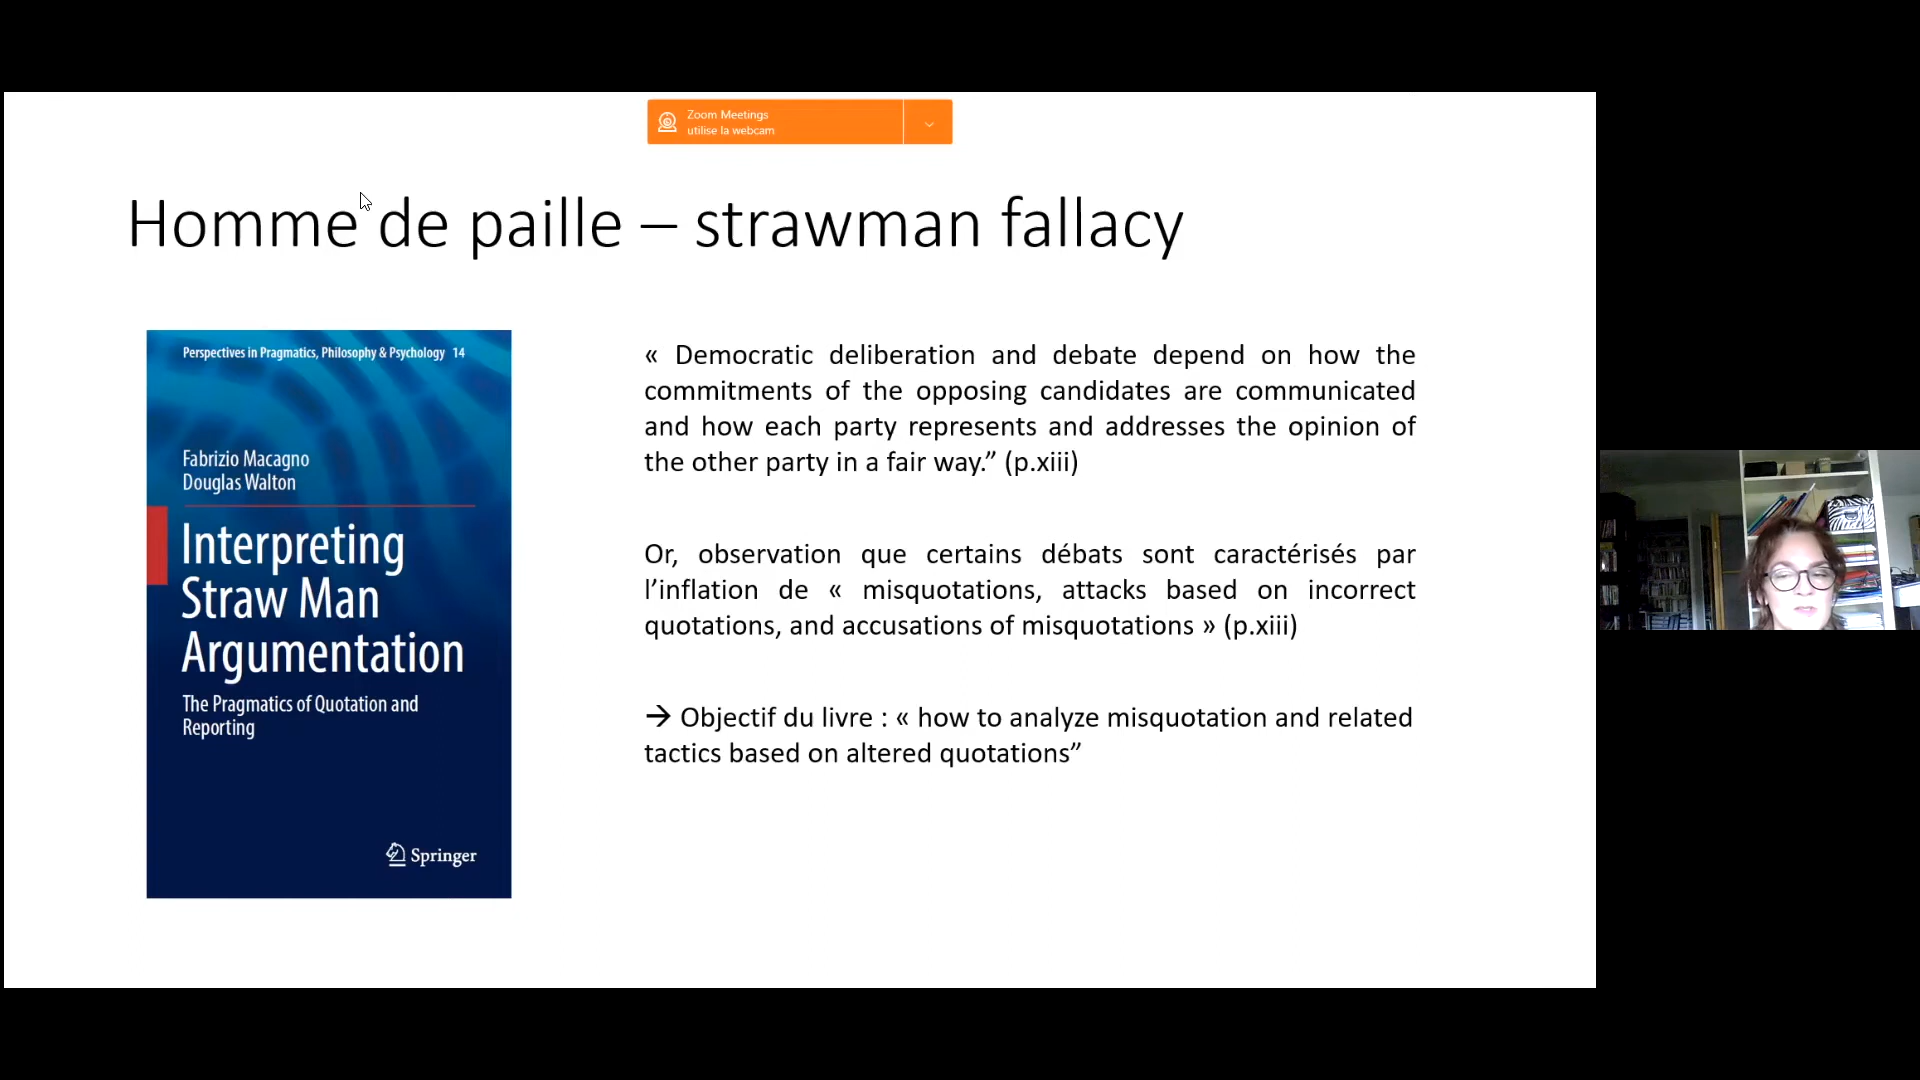 Zoom Meetings
utilise la webcam
Homme de paille – strawman fallacy
Perspectives in Pragmatics, Philosophy & Psychology 14
Fabrizio Macagno
Douglas Walton
Interpreting
Straw Man
Argumentation
The Pragmatics of Quotation and
Reporting
Springer
« Democratic deliberation and debate depend on how the
commitments of the opposing candidates are communicated
and how each party represents and addresses the opinion of
the other party in a fair way.” (p.xiii)
Or, observation que certains débats sont caractérisés par
l’inflation de « misquotations, attacks based on incorrect
quotations, and accusations of misquotations » (p.xiii)
→ Objectif du livre : « how to analyze misquotation and related
tactics based on altered quotations”